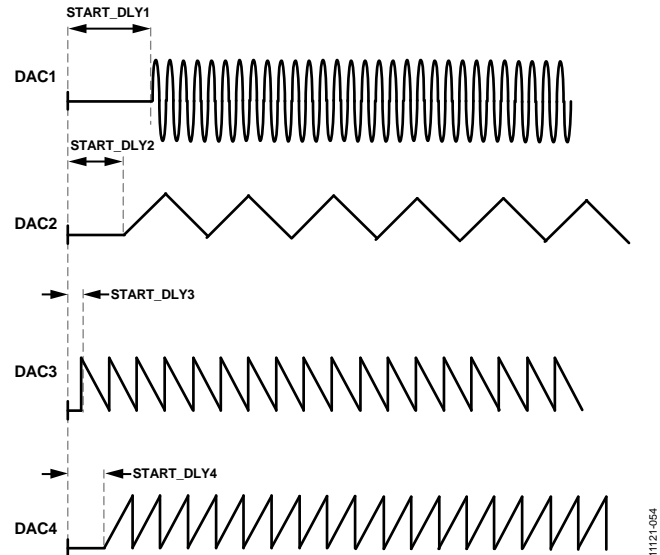 START_DLY1
DAC1
START_DLY2
DAC2
START_DLY3
DAC3
START_DLY4
DAC4
11121-054